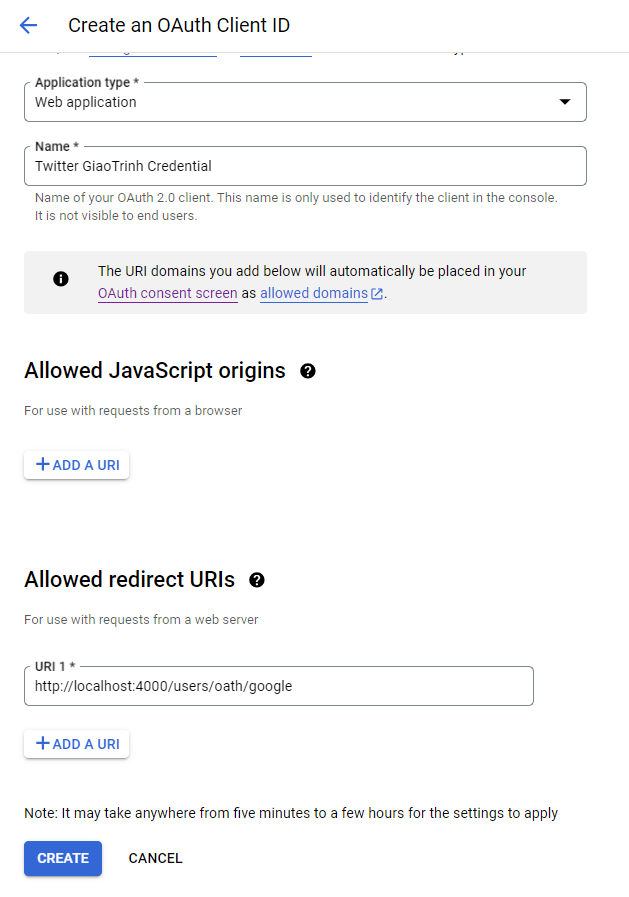 Create an OAuth Client ID
Application type *
Web application
Name *
Twitter GiaoTrinh Credential
Name of your OAuth 2.0 client. This name is only used to identify the client in the console.
It is not visible to end users.
The URI domains you add below will automatically be placed in your
OAuth consent screen as allowed domains.
Allowed JavaScript origins
For use with requests from a browser
ADD A URI
Allowed redirect URIs
For use with requests from a web server
URI 1 *
http://localhost:4000/users/oath/google
ADD A URI
Note: It may take anywhere from five minutes to a few hours for the settings to apply
CREATE CANCEL